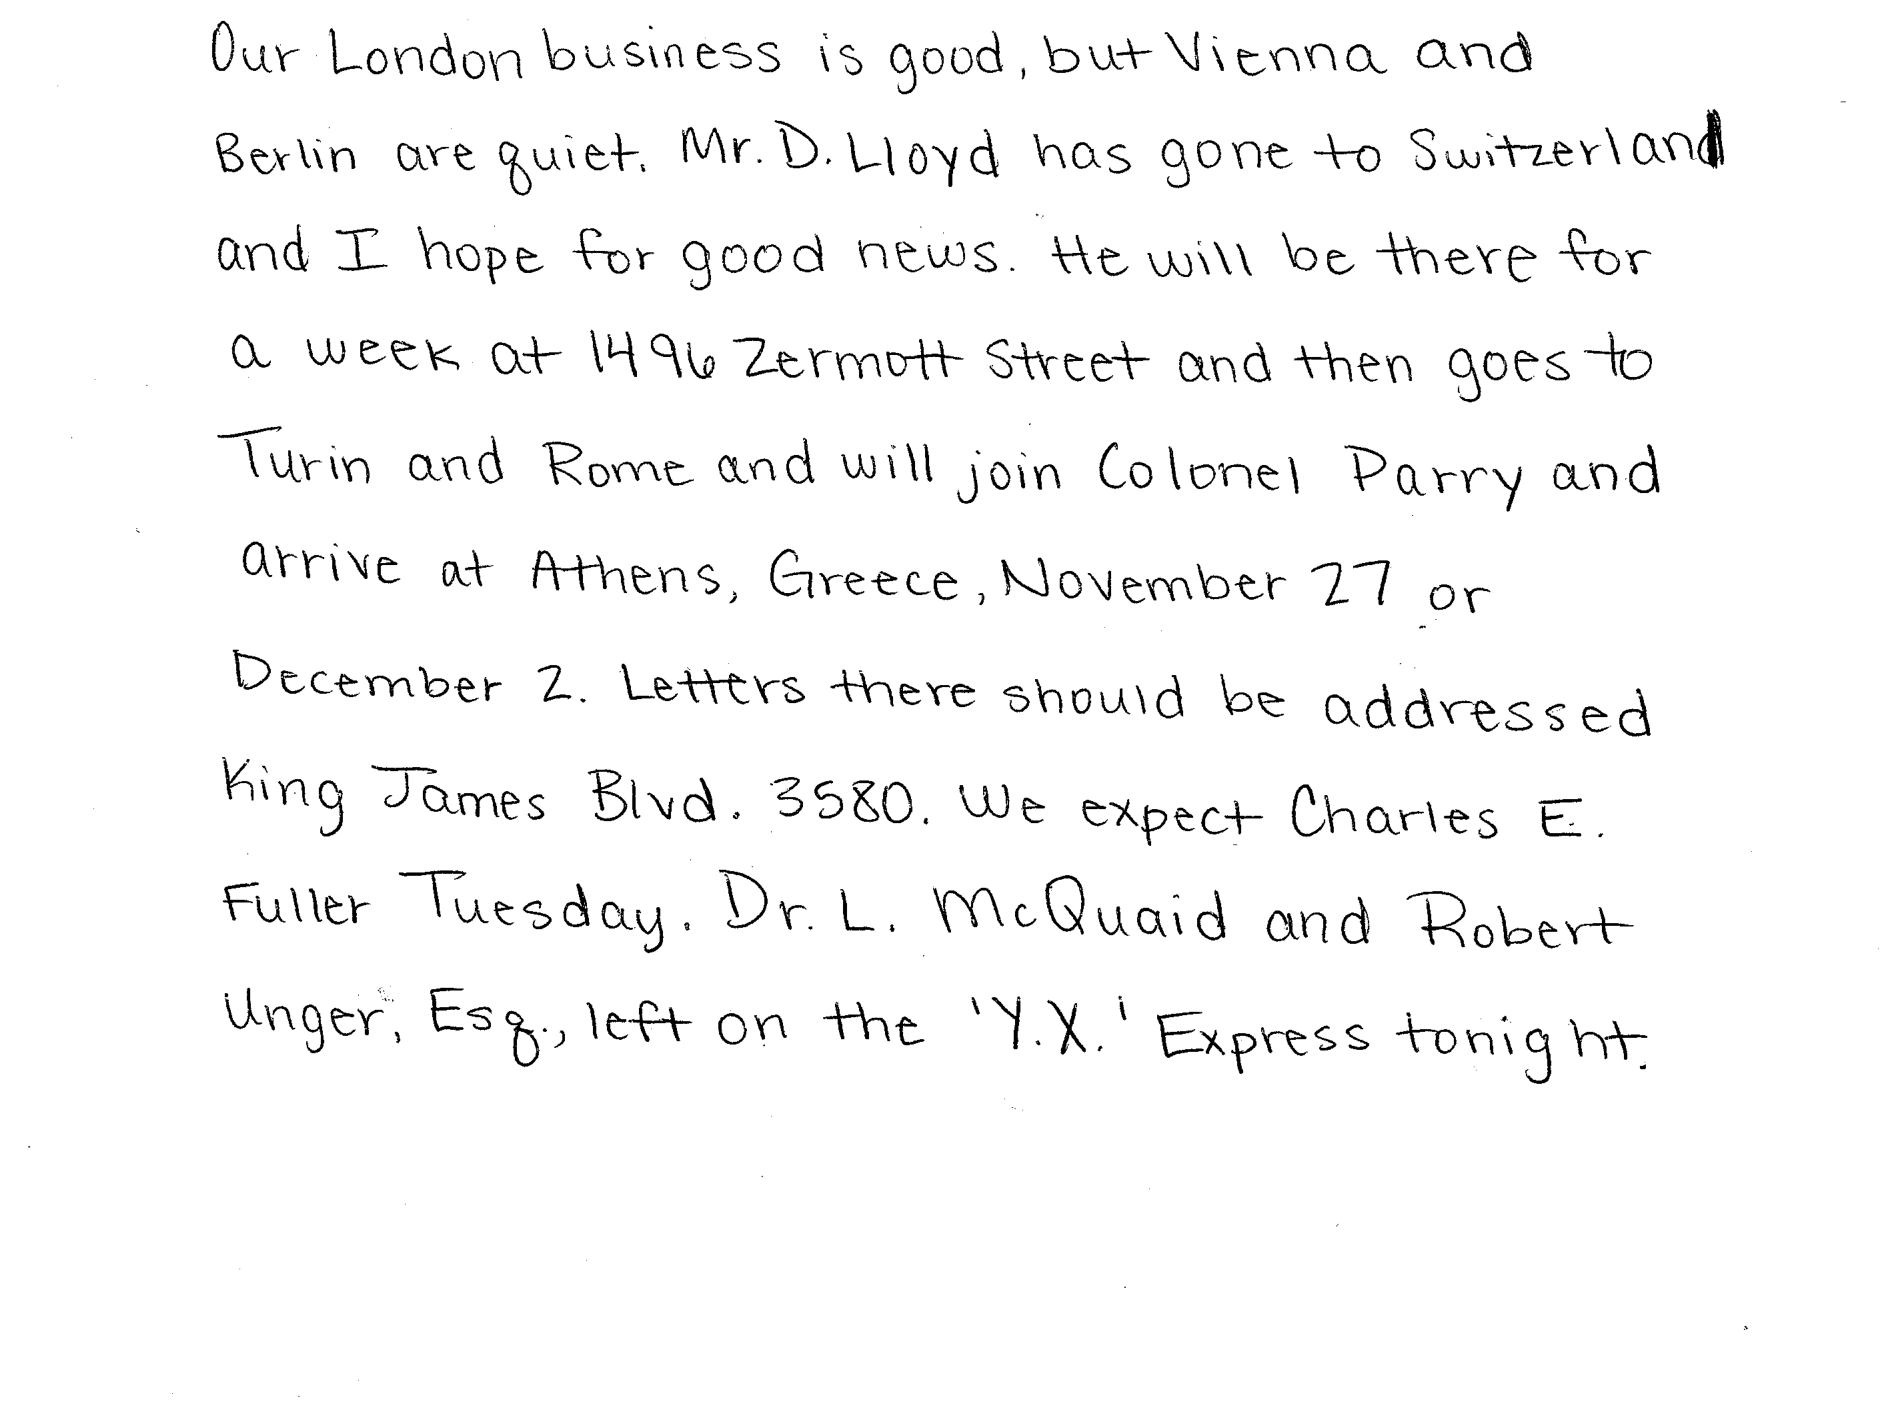 Our London business is good, but Vienna and
Berlin are quiet. Mr. D. Lloyd has gone to Switzerland
and I hope for good news. He will be there for
a week at 1496 Zermott Street and then goes to
Turin and Rome and will join Colonel Parry and
arrive at Athens, Greece, November 27 or
December 2. Letters there should be addressed
King James Blvd. 3580. We expect Charles E.
Fuller Tuesday. Dr. L. McQuaid and Robert
Unger, Esq., left on the 'Y.X.' Express tonight.